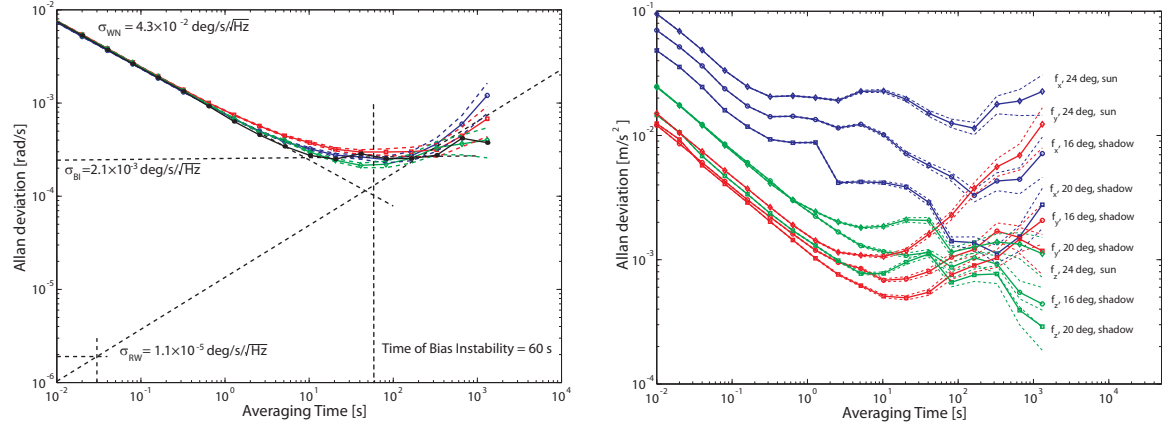 10^-2
10^-3
10^-4
10^-5
10^-6
Allan deviation [rad/s]
σ_WN = 4.3×10^-2 deg/s/√Hz
σ_BI=2.1×10^-3 deg/s/√Hz
σ_RW = 1.1×10^-5 deg/s/√Hz
Time of Bias Instability = 60 s
10^-2 10^-1 10^0 10^1 10^2 10^3 10^4
Averaging Time [s]
10^-1
10^-2
10^-3
10^-4
Allan deviation [m/s^2]
f_x, 24 deg, sun
f_y, 24 deg, sun
f_x, 16 deg, shadow
f_x, 20 deg, shadow
f_y, 16 deg, shadow
f_y, 20 deg, shadow
f_z, 24 deg, sun
f_z, 16 deg, shadow
f_z, 20 deg, shadow
10^-2 10^-1 10^0 10^1 10^2 10^3 10^4
Averaging Time [s]